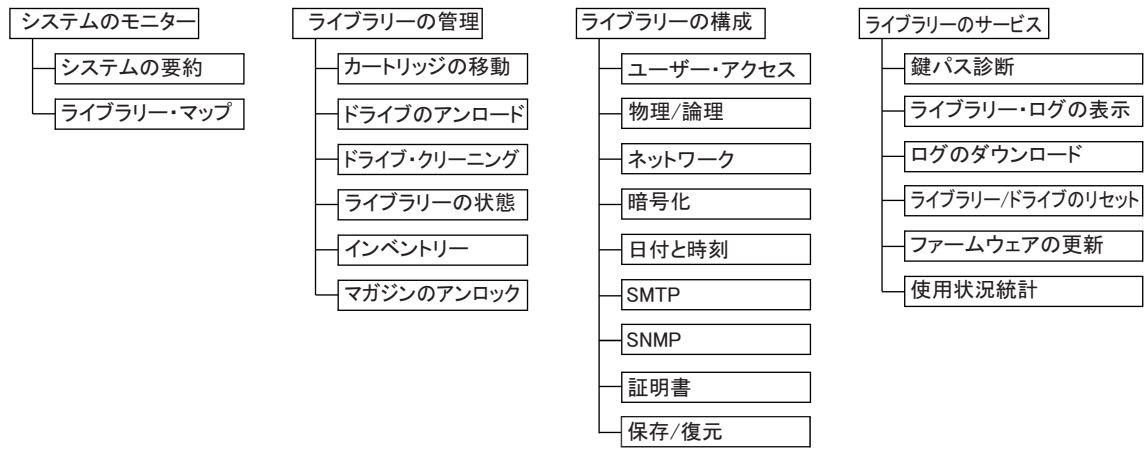 システムのモニター
システムの要約
ライブラリー・マップ
ライブラリーの管理
カートリッジの移動
ドライブのアンロード
ドライブ・クリーニング
ライブラリーの状態
インベントリー
マガジンのアンロック
ライブラリーの構成
ユーザー・アクセス
物理/論理
ネットワーク
暗号化
日付と時刻
SMTP
SNMP
証明書
保存/復元
ライブラリーのサービス
鍵パス診断
ライブラリー・ログの表示
ログのダウンロード
ライブラリー/ドライブのリセット
ファームウェアの更新
使用状況統計